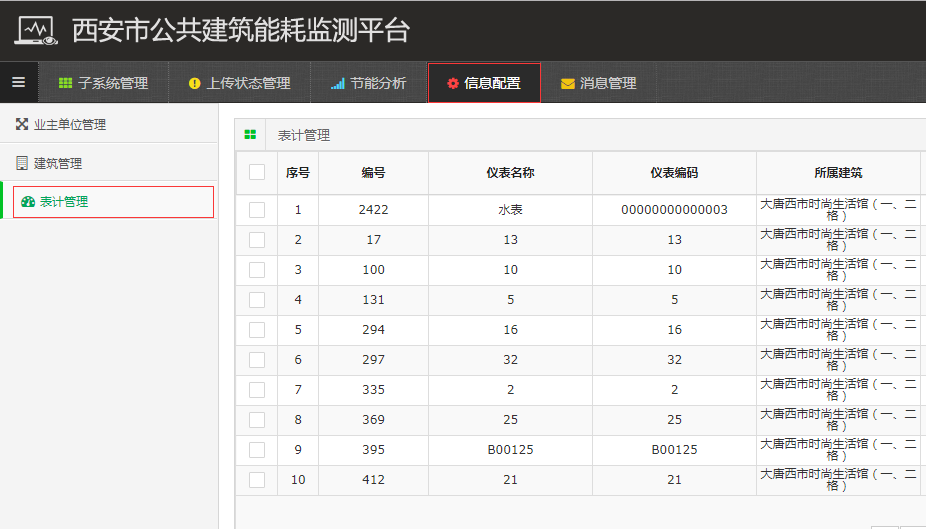 西安市公共建筑能耗监测平台
子系统管理 上传状态管理 节能分析 信息配置 消息管理
业主单位管理
建筑管理
表计管理
表计管理
序号 编号 仪表名称 仪表编码 所属建筑
1 2422 水表 00000000000003 大唐西市时尚生活馆（一、二
格）
2 17 13 13 大唐西市时尚生活馆（一、二
格）
3 100 10 10 大唐西市时尚生活馆（一、二
格）
4 131 5 5 大唐西市时尚生活馆（一、二
格）
5 294 16 16 大唐西市时尚生活馆（一、二
格）
6 297 32 32 大唐西市时尚生活馆（一、二
格）
7 335 2 2 大唐西市时尚生活馆（一、二
格）
8 369 25 25 大唐西市时尚生活馆（一、二
格）
9 395 B00125 B00125 大唐西市时尚生活馆（一、二
格）
10 412 21 21 大唐西市时尚生活馆（一、二
格）